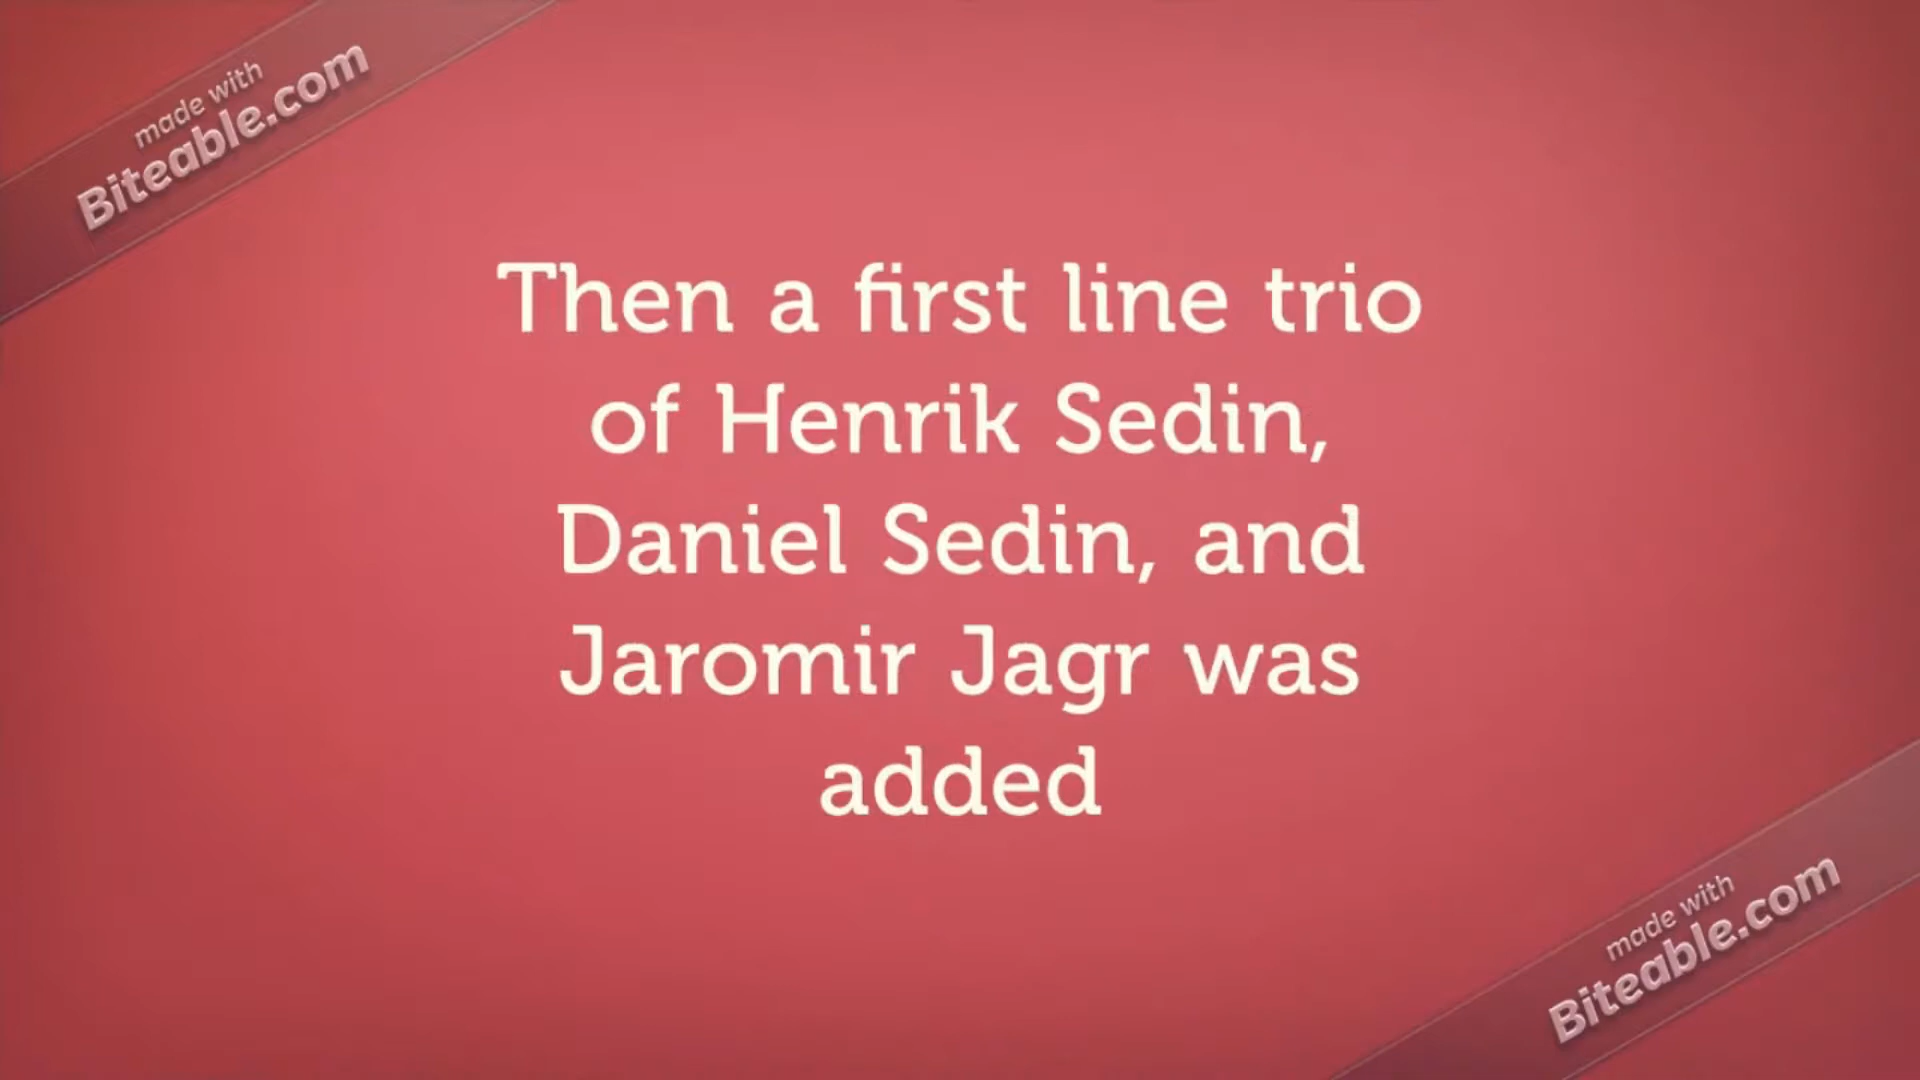 made with
Biteable.com
Then a first line trio
of Henrik Sedin,
Daniel Sedin, and
Jaromir Jagr was
added
made with
Biteable.com